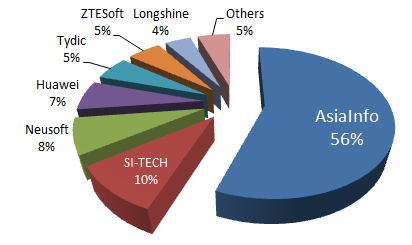 ZTESoft
5%
Longshine
4%
Others
5%
Tydic
5%
Huawei
7%
Neusoft
8%
SI-TECH
10%
AsiaInfo
56%